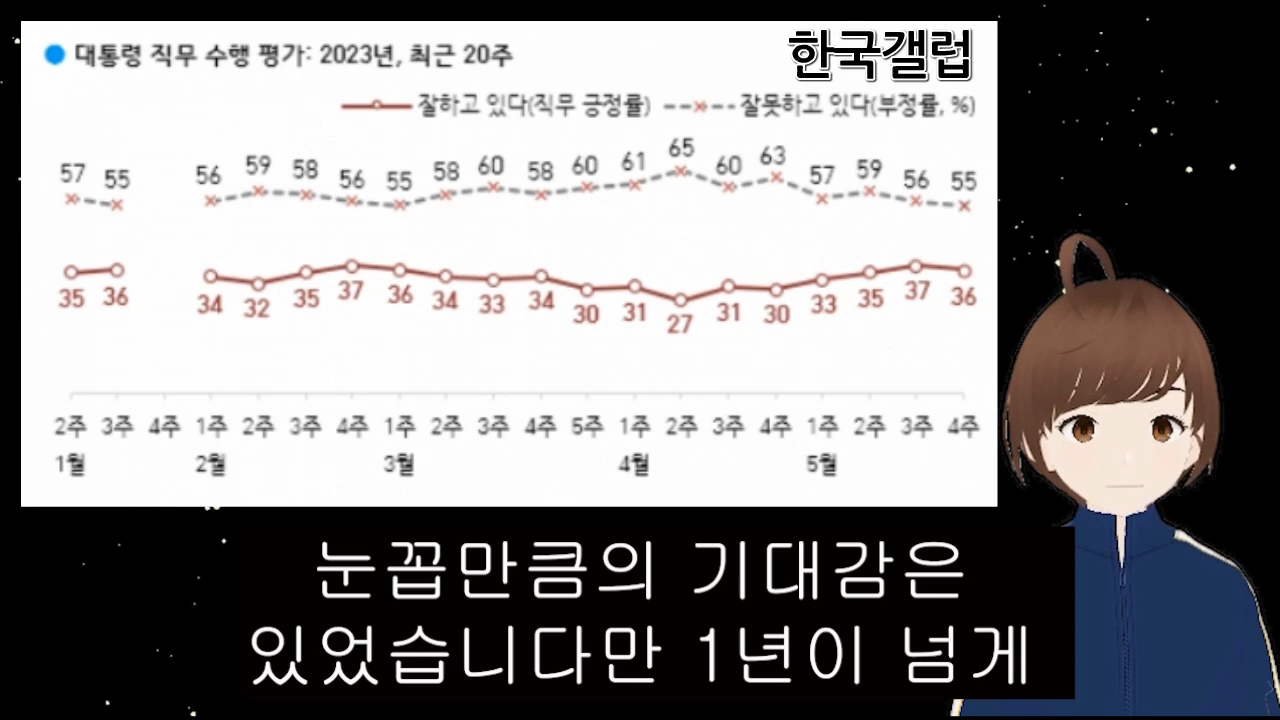 대통령 직무 수행 평가: 2023년, 최근 20주
한국갤럽
잘하고 있다(직무 긍정률) 잘못하고 있다(부정률, %)
57 55 56 59 58 56 55 58 60 58 60 61 65 60 63 57 59 56 55
35 36 34 32 35 37 36 34 33 34 30 31 27 31 30 33 35 37 36
2주 3주 4주 1주 2주 3주 4주 1주 2주 3주 4주 5주 1주 2주 3주 4주 1주 2주 3주 4주
1월 2월 3월 4월 5월
눈꼽만큼의 기대감은
있었습니다만 1년이 넘게